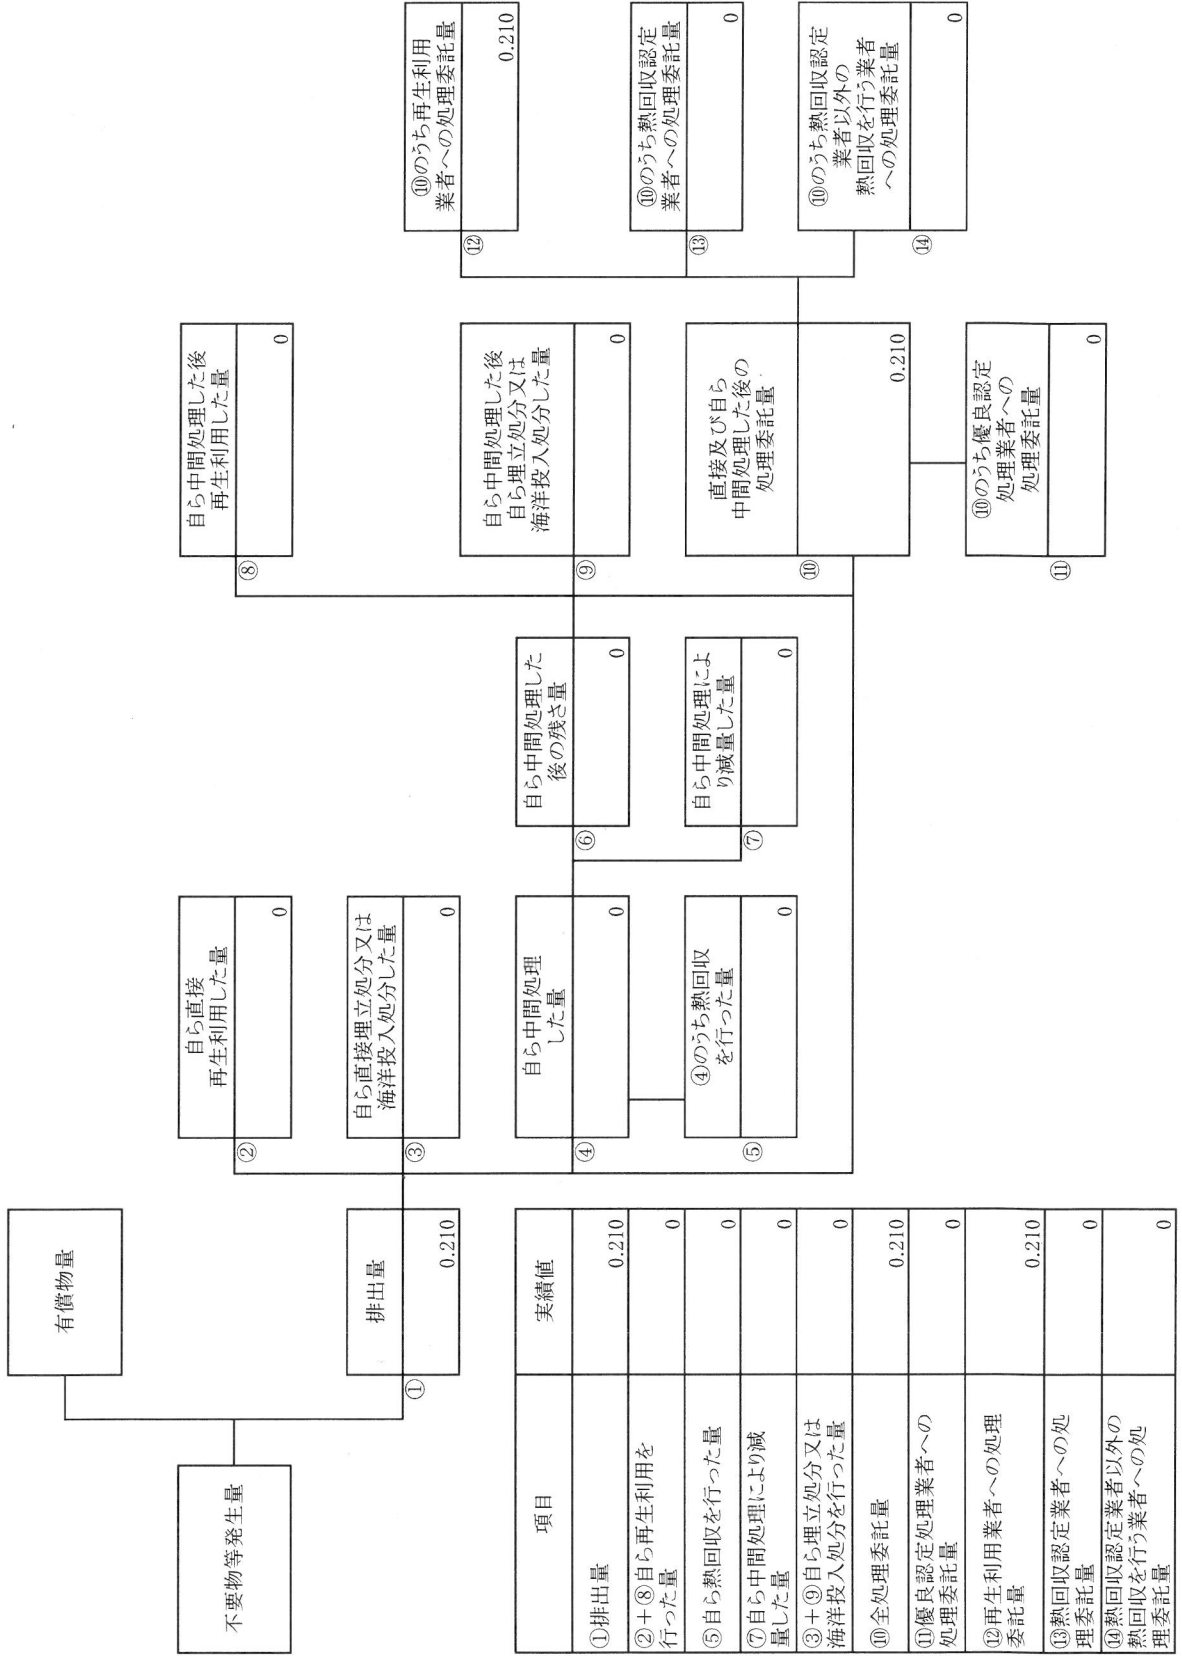 不要物等発生量
有償物量
①
排出量
0.210
②
自ら直接
再生利用した量
0
③
自ら直接埋立処分又は
海洋投入処分した量
0
④
自ら中間処理
した量
0
⑤
④のうち熱回収
を行った量
0
⑥
自ら中間処理した
後の残さ量
0
⑦
自ら中間処理によ
り減量した量
0
⑧
自ら中間処理した後
再生利用した量
0
⑨
自ら中間処理した後
自ら埋立処分又は
海洋投入処分した量
0
⑩
直接及び自ら
中間処理した後の
処理委託量
0.210
⑪
⑩のうち優良認定
処理業者への
処理委託量
0
⑫
⑩のうち再生利用
業者への処理委託量
0.210
⑬
⑩のうち熱回収認定
業者への処理委託量
0
⑭
⑩のうち熱回収認定
業者以外の
熱回収を行う業者
への処理委託量
0
項目
実績値
①排出量
0.210
②+⑧自ら再生利用を
行った量
0
⑤自ら熱回収を行った量
0
⑦自ら中間処理により減
量した量
0
③+⑨自ら埋立処分又は
海洋投入処分を行った量
0
⑩全処理委託量
0.210
⑪優良認定処理業者への
処理委託量
0
⑫再生利用業者への処理
委託量
0.210
⑬熱回収認定業者への処
理委託量
0
⑭熱回収認定業者以外の
熱回収を行う業者への処
理委託量
0